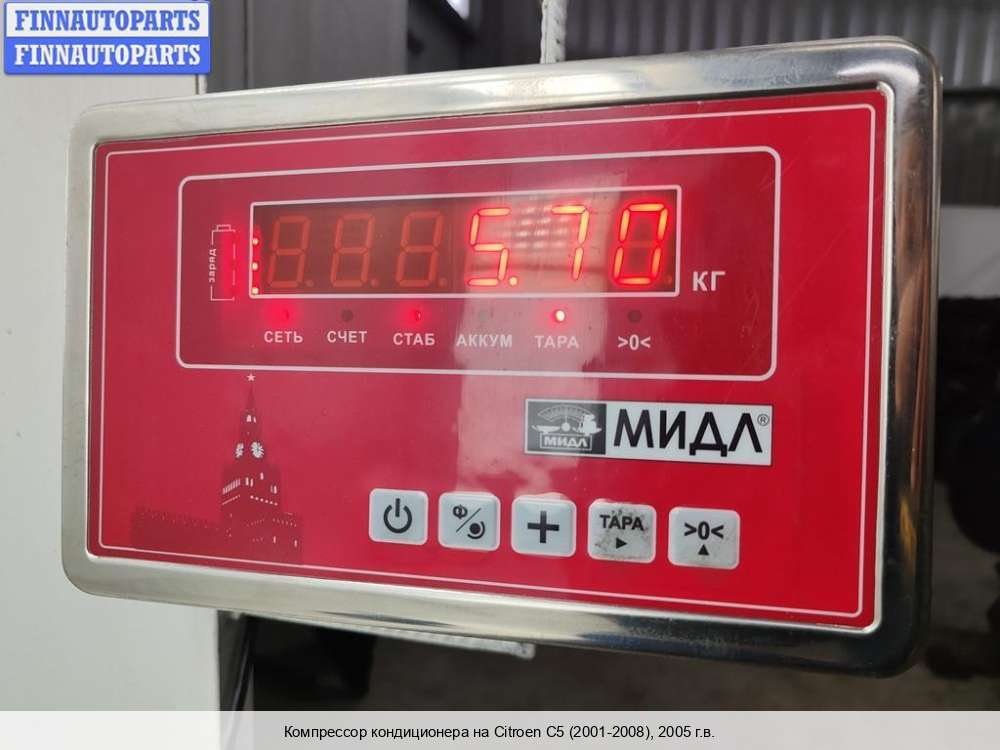 FINNAUTOPARTS
FINNAUTOPARTS
заряд
5.70
КГ
СЕТЬ СЧЕТ СТАБ АККУМ ТАРА >0<
МИДЛ МИДЛ®
Ф/ + ТАРА >0<
Компрессор кондиционера на Citroen C5 (2001-2008), 2005 г.в.